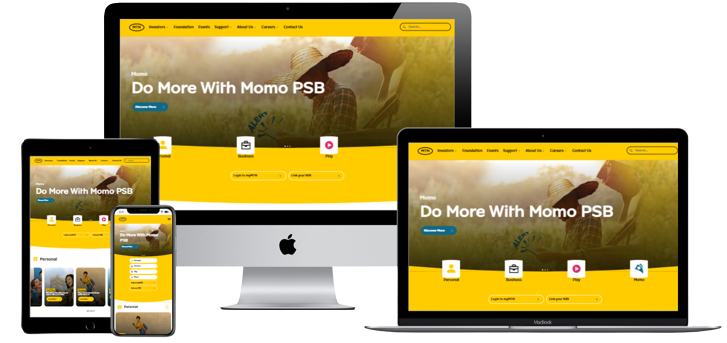 MTN Investors Foundation Events Support About Us Careers Contact Us Search...
Momo
Do More With Momo PSB
Discover More
Personal Business Play
Login to myMTN Link your NIN
MTN Investors Foundation Events Support About Us Careers Contact Us
Momo
Do More With Momo PSB
Discover More
Personal Business Play Momo
Login to myMTN Link your NIN
MacBook
Momo
Do More With Momo PSB
Personal
Momo
Do More With Momo
PSB
Personal